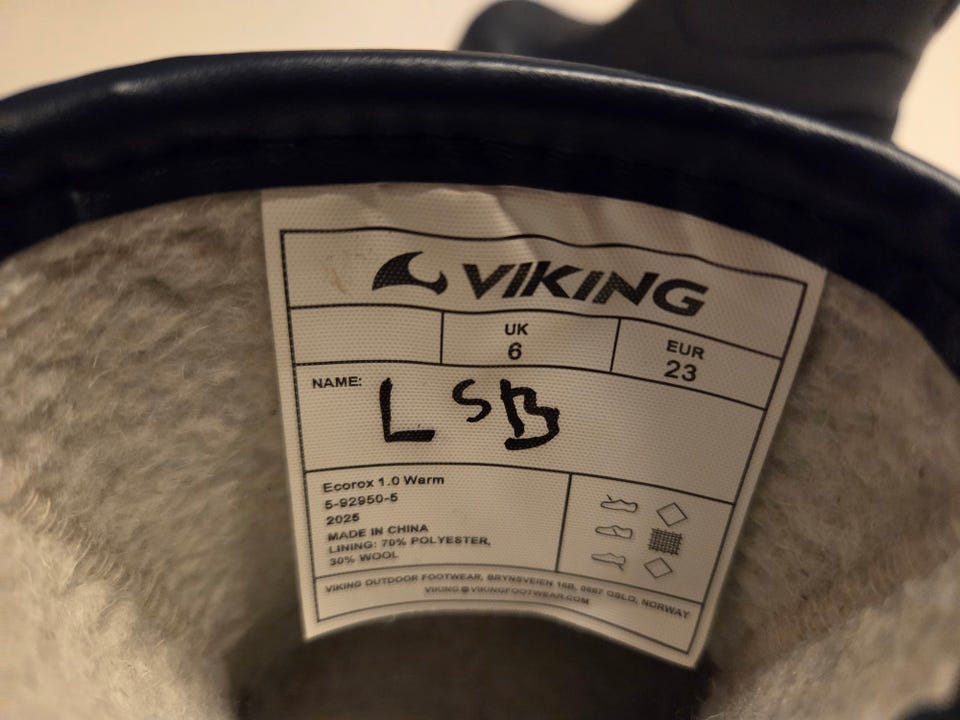 VIKING
UK EUR
6 23
NAME: L S B
Ecorox 1.0 Warm
5-92950-5
2025
MADE IN CHINA
LINING: 70% POLYESTER,
30% WOOL
VIKING OUTDOOR FOOTWEAR, BRYNSVEIEN 16B, 0667 OSLO, NORWAY
VIKING@VIKINGFOOTWEAR.COM